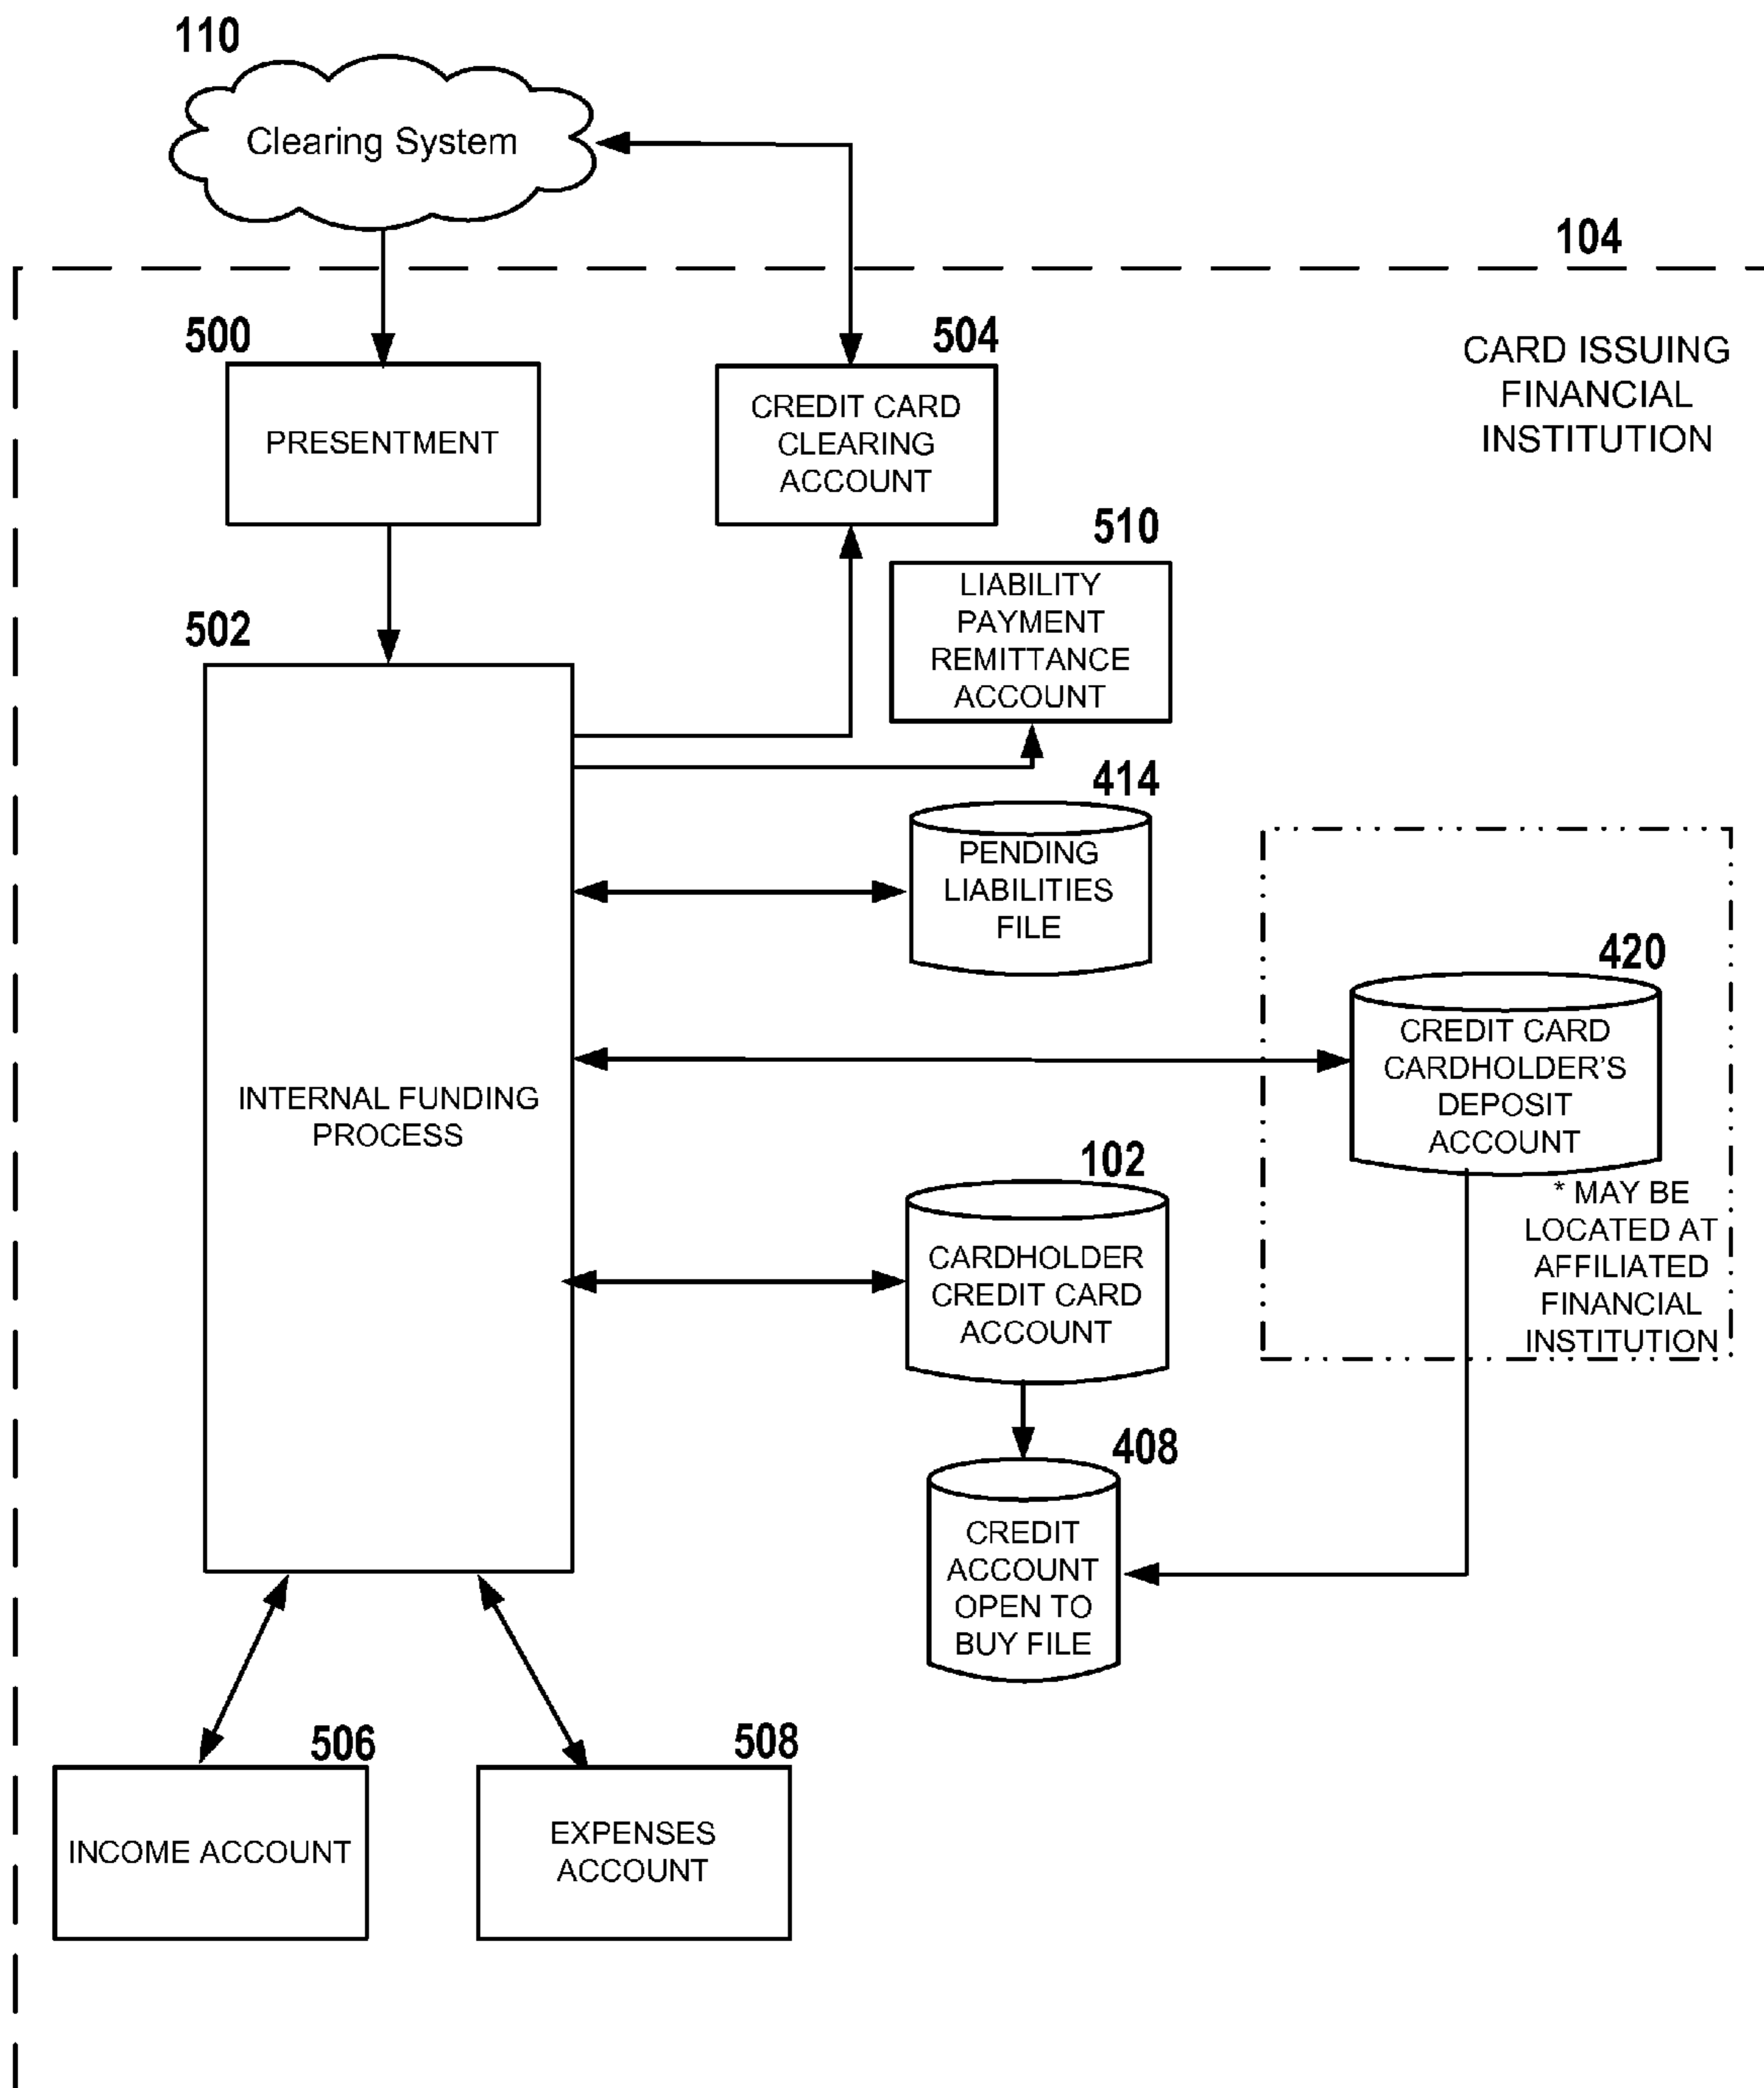 110
Clearing System
104
CARD ISSUING
FINANCIAL
INSTITUTION
500
PRESENTMENT
504
CREDIT CARD
CLEARING
ACCOUNT
510
LIABILITY
PAYMENT
REMITTANCE
ACCOUNT
502
INTERNAL FUNDING
PROCESS
414
PENDING
LIABILITIES
FILE
420
CREDIT CARD
CARDHOLDER'S
DEPOSIT
ACCOUNT
* MAY BE
LOCATED AT
AFFILIATED
FINANCIAL
INSTITUTION
102
CARDHOLDER
CREDIT CARD
ACCOUNT
408
CREDIT
ACCOUNT
OPEN TO
BUY FILE
506
INCOME ACCOUNT
508
EXPENSES
ACCOUNT